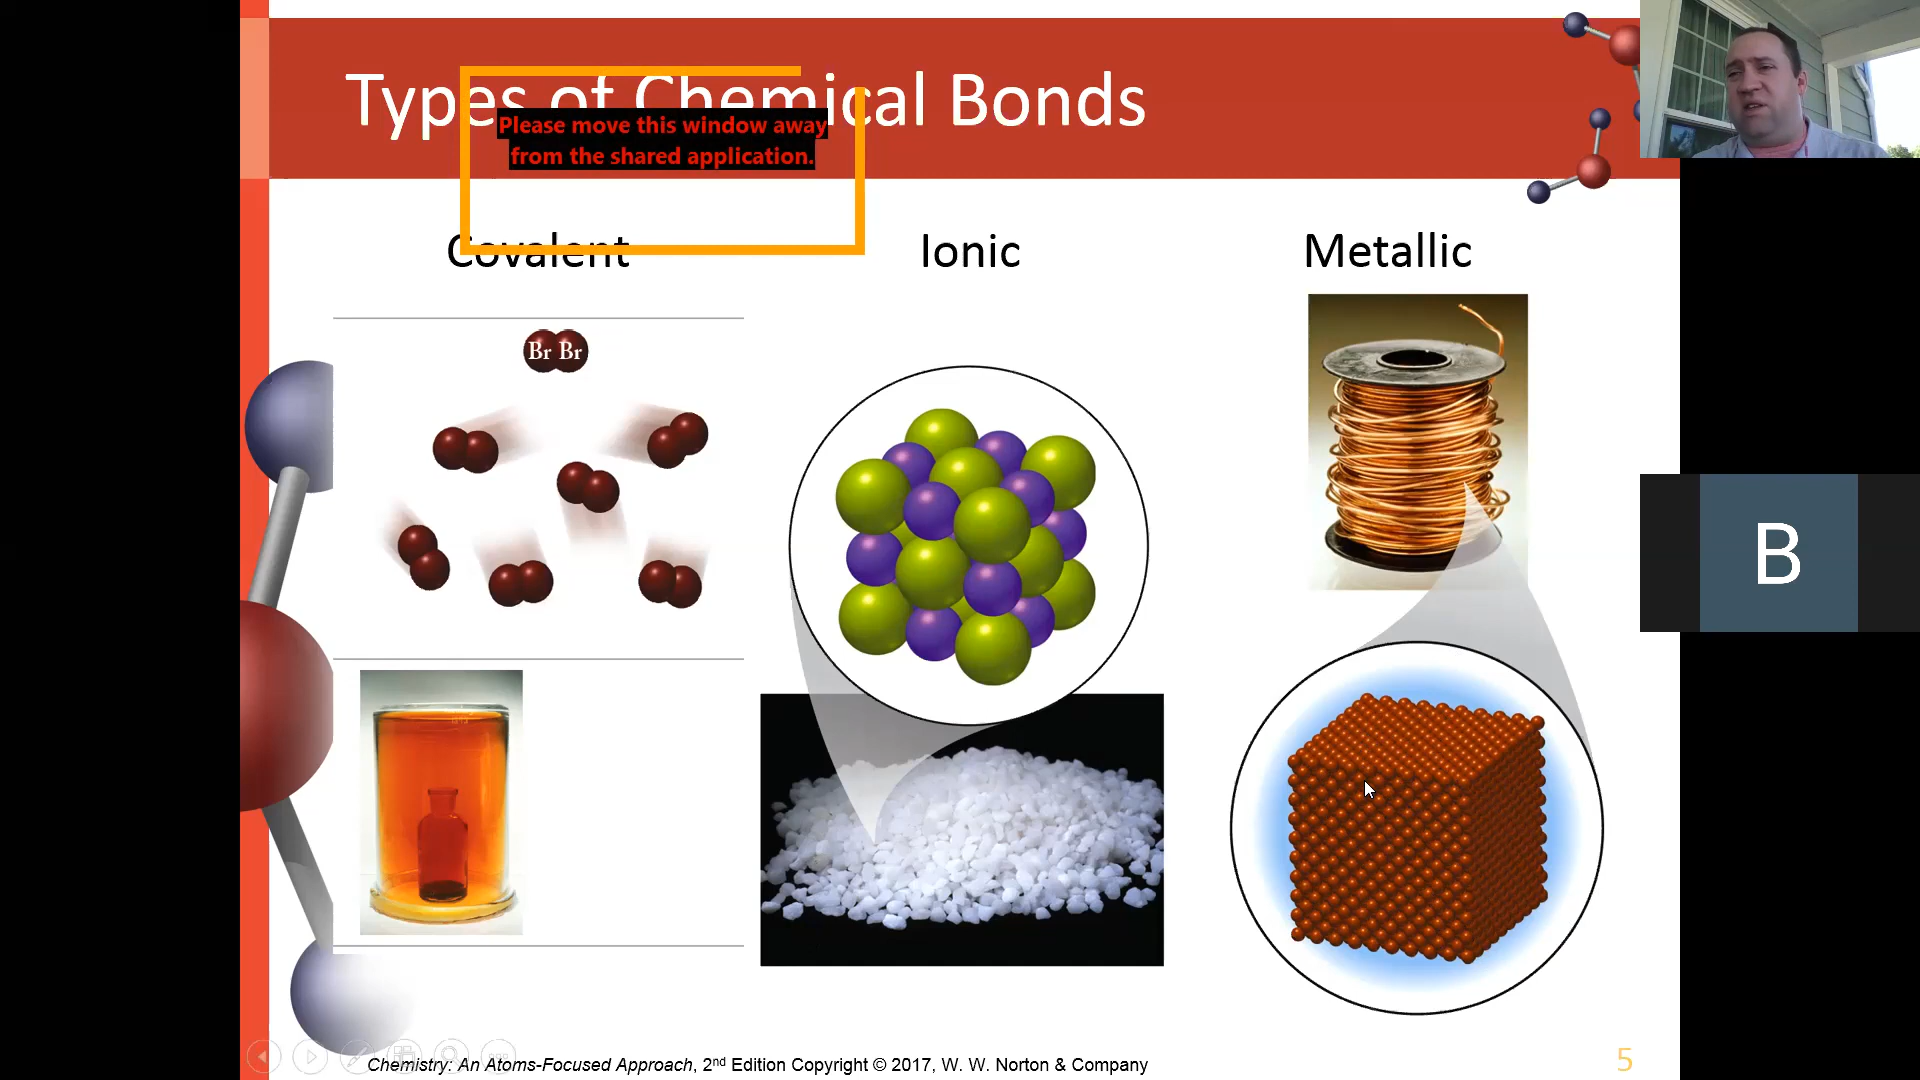 Types of Chemical Bonds
Please move this window away
from the shared application.
Covalent
Ionic
Metallic
Br Br
B
Chemistry: An Atoms-Focused Approach, 2nd Edition Copyright © 2017, W. W. Norton & Company
5